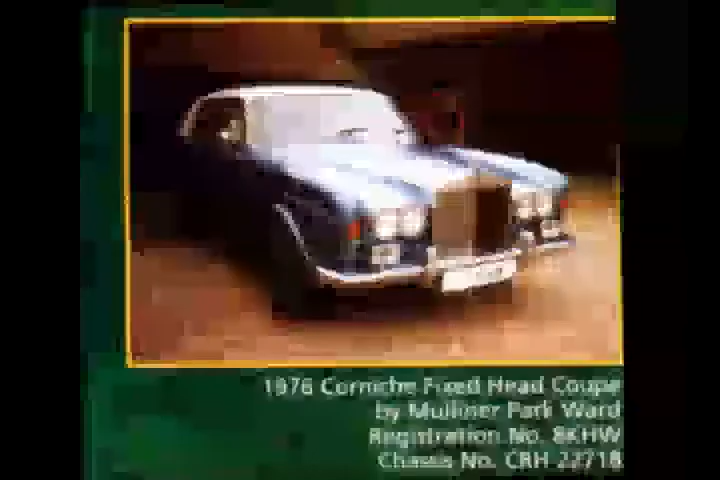 1976 Corniche Fixed Head Coupe
by Mulliner Park Ward
Registration No. 8KHW
Chassis No. CRH 22718